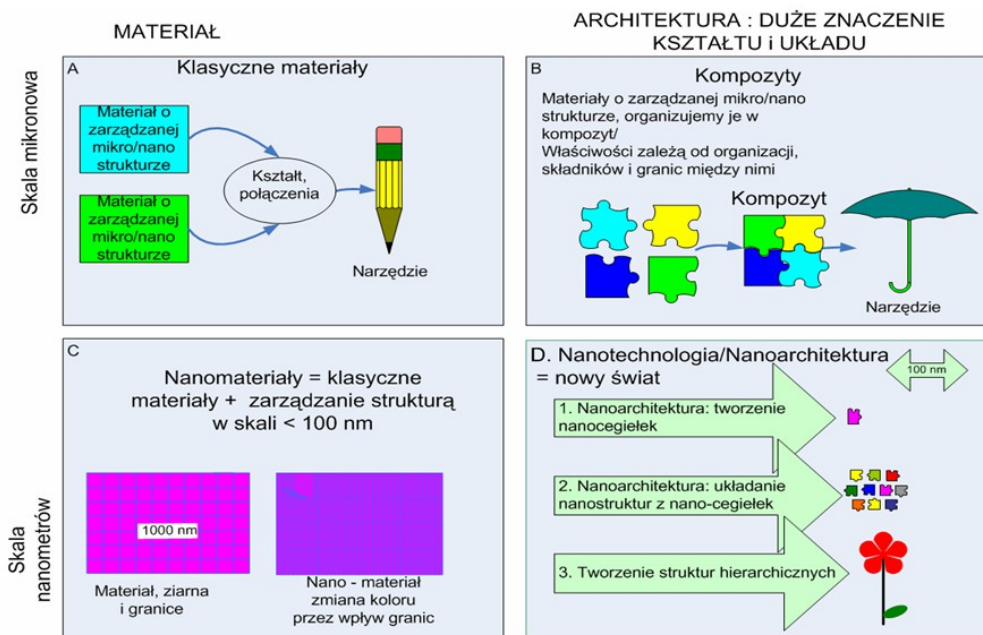 MATERIAŁ
ARCHITEKTURA : DUŻE ZNACZENIE
KSZTAŁTU i UKŁADU
Skala mikronowa
A
Klasyczne materiały
Materiał o
zarządzanej
mikro/nano
strukturze
Materiał o
zarządzanej
mikro/nano
strukturze
Kształt,
połączenia
Narzędzie
B
Kompozyty
Materiały o zarządzanej mikro/nano
strukturze, organizujemy je w
kompozyt/
Właściwości zależą od organizacji,
składników i granic między nimi
Kompozyt
Narzędzie
Skala
nanometrów
C
Nanomateriały = klasyczne
materiały + zarządzanie strukturą
w skali < 100 nm
1000 nm
Materiał, ziarna
i granice
Nano - materiał
zmiana koloru
przez wpływ granic
D. Nanotechnologia/Nanoarchitektura
= nowy świat
100 nm
1. Nanoarchitektura: tworzenie
nanocegiełek
2. Nanoarchitektura: układanie
nanostruktur z nano-cegiełek
3. Tworzenie struktur hierarchicznych